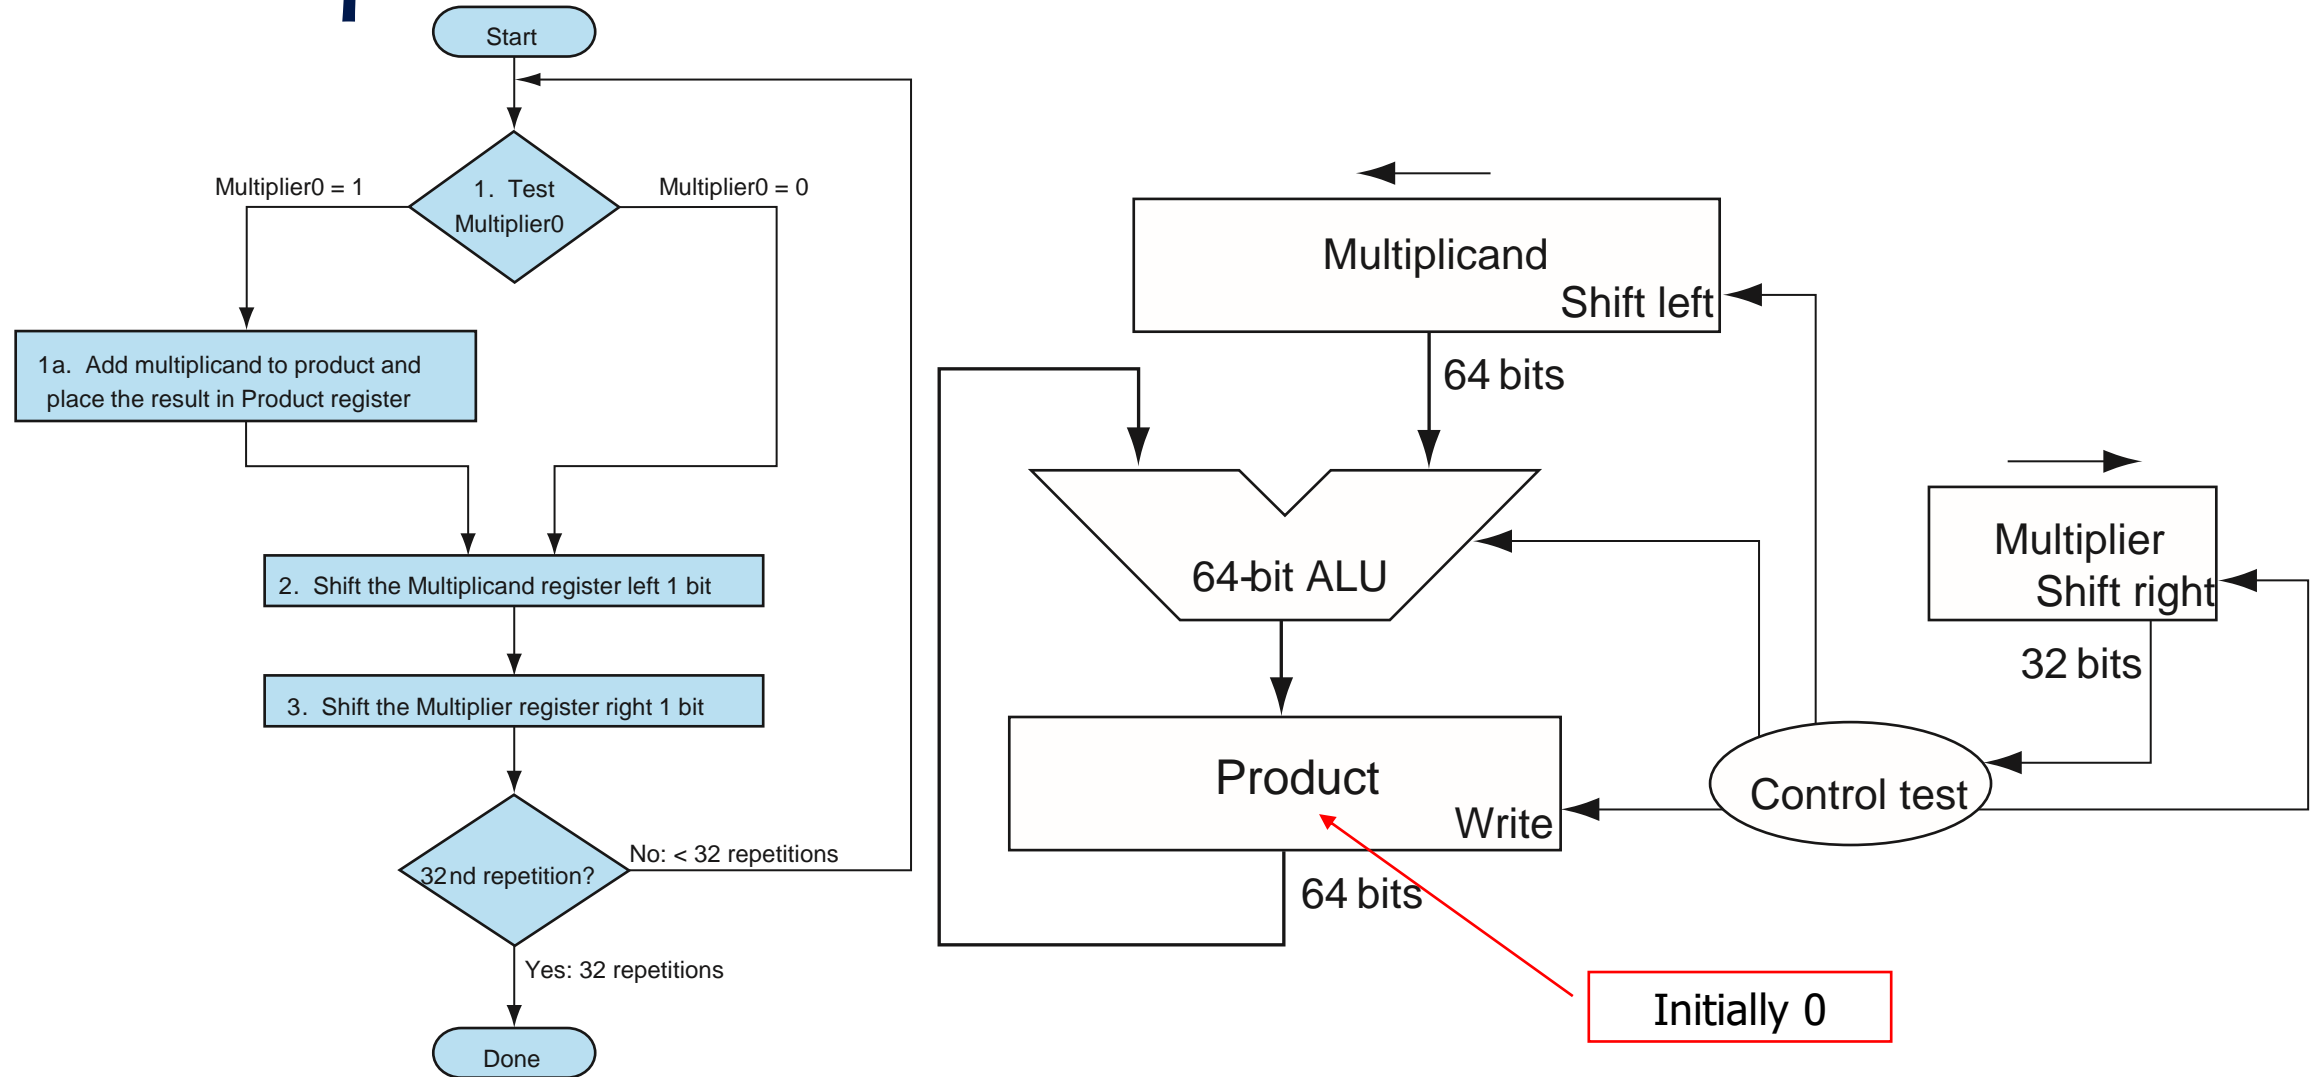 Start
Multiplier0 = 1
1. Test
Multiplier0
Multiplier0 = 0
1a. Add multiplicand to product and
place the result in Product register
2. Shift the Multiplicand register left 1 bit
3. Shift the Multiplier register right 1 bit
32nd repetition?
No: < 32 repetitions
Yes: 32 repetitions
Done
Multiplicand
Shift left
64 bits
64-bit ALU
Multiplier
Shift right
32 bits
Product
Write
Control test
64 bits
Initially 0